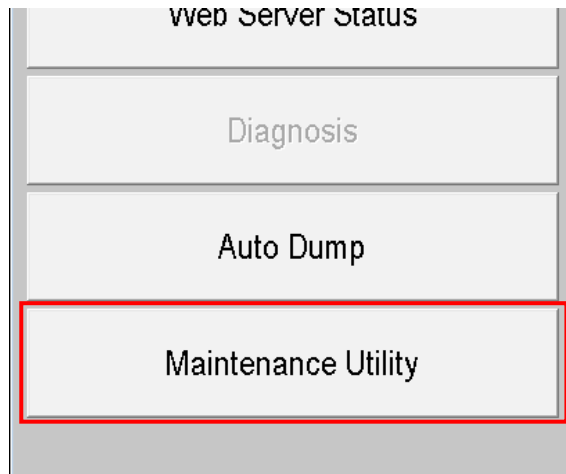 Web Server Status
Diagnosis
Auto Dump
Maintenance Utility